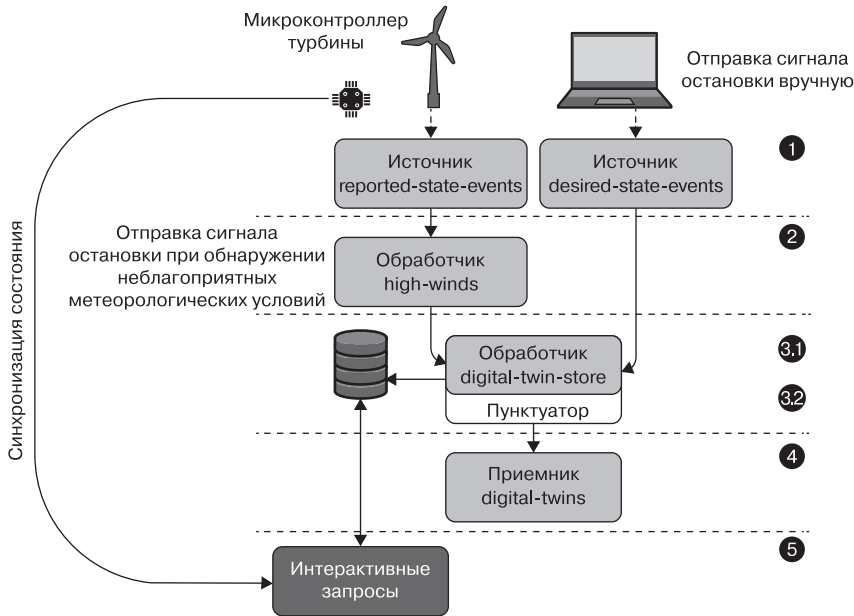 Микроконтроллер
турбины
Отправка сигнала
остановки вручную
Источник
reported-state-events
Источник
desired-state-events
1
Отправка сигнала
остановки при обнаружении
неблагоприятных
метеорологических условий
Обработчик
high-winds
2
Синхронизация состояния
Обработчик
digital-twin-store
3.1
Пунктуатор
3.2
Приемник
digital-twins
4
Интерактивные
запросы
5